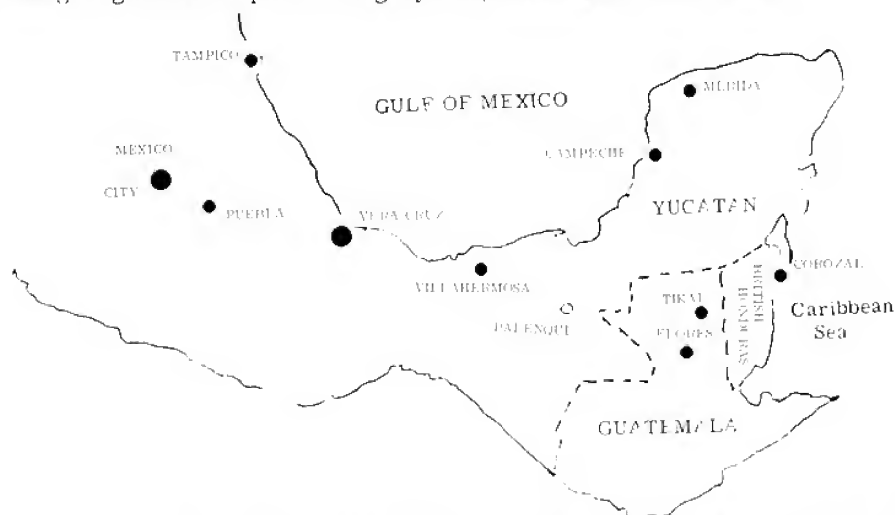 TAMPICO
GULF OF MEXICO
MERIDA
MEXICO
CITY
CAMPECHE
PUEBLA
VERA CRUZ
YUCATAN
VILLAHERMOSA
COROZAL
BRITISH
HONDURAS
TIKAL
PALENQUE
FLORES
Caribbean
Sea
GUATEMALA